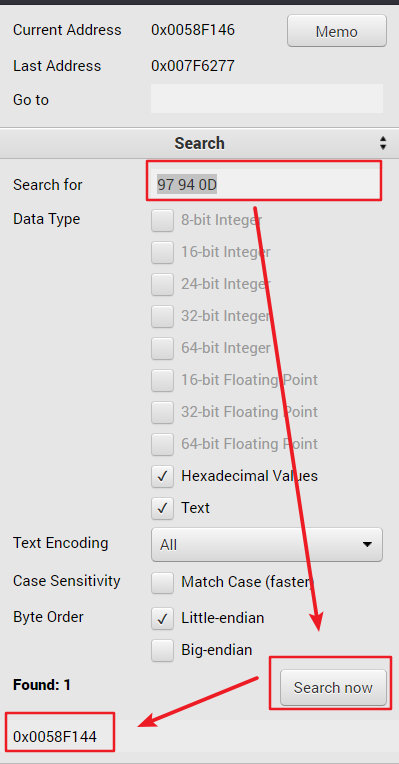 Current Address 0x0058F146 Memo
Last Address 0x007F6277
Go to
Search
Search for 97 94 0D
Data Type 8-bit Integer
16-bit Integer
24-bit Integer
32-bit Integer
64-bit Integer
16-bit Floating Point
32-bit Floating Point
64-bit Floating Point
Hexadecimal Values
Text
Text Encoding All
Case Sensitivity Match Case (faster)
Byte Order Little-endian
Big-endian
Found: 1 Search now
0x0058F144